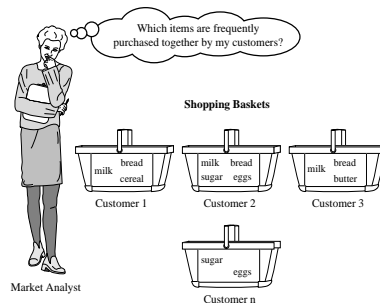 Which items are frequently
purchased together by my customers?
Shopping Baskets
milk bread
cereal
Customer 1
milk bread
sugar eggs
Customer 2
milk bread
butter
Customer 3
sugar
eggs
Customer n
Market Analyst